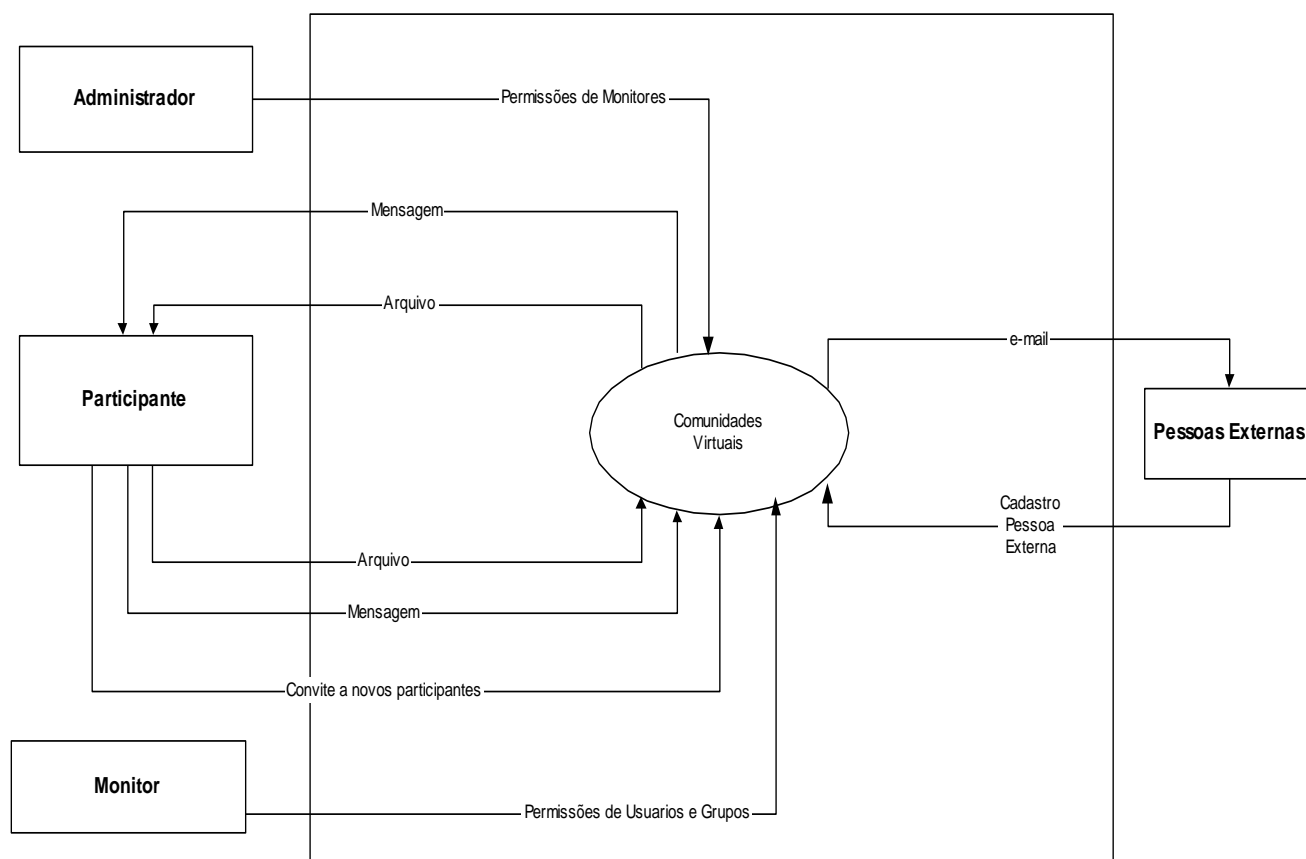 Administrador
Permissões de Monitores
Mensagem
Arquivo
e-mail
Participante
Comunidades
Virtuais
Pessoas Externas
Cadastro
Pessoa
Externa
Arquivo
Mensagem
Convite a novos participantes
Monitor
Permissões de Usuarios e Grupos